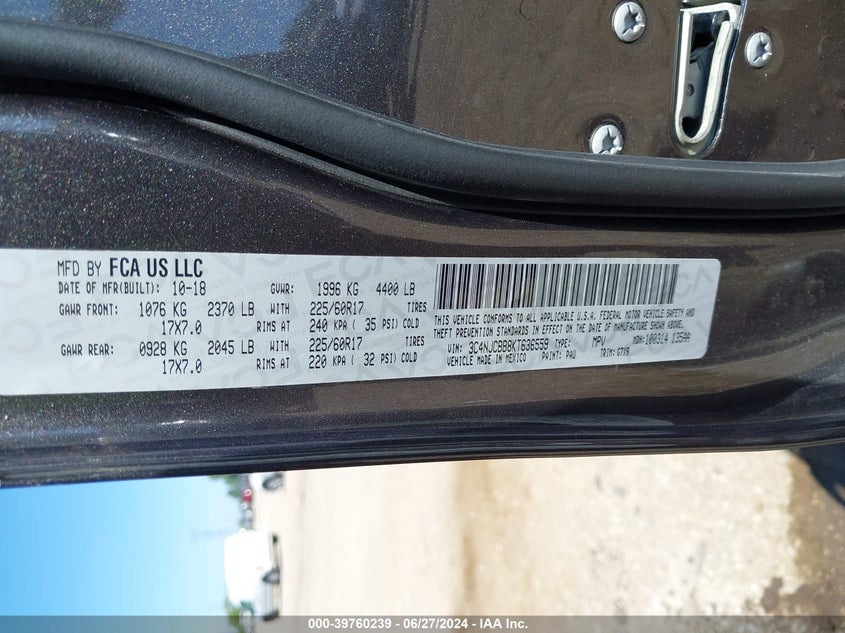 MFD BY FCA US LLC
DATE OF MFR(BUILT): 10-18 GVWR: 1996 KG 4400 LB
GAWR FRONT: 1076 KG 2370 LB WITH 225/60R17 TIRES
17X7.0 RIMS AT 240 KPA ( 35 PSI) COLD
GAWR REAR: 0928 KG 2045 LB WITH 225/60R17 TIRES
17X7.0 RIMS AT 220 KPA ( 32 PSI) COLD
THIS VEHICLE CONFORMS TO ALL APPLICABLE U.S.A. FEDERAL MOTOR VEHICLE SAFETY AND
THEFT PREVENTION STANDARDS IN EFFECT ON THE DATE OF MANUFACTURE SHOWN ABOVE.
VIN: 3C4NJCBB8KT636559 TYPE: MPV MDH: 100314 135AA
VEHICLE MADE IN MEXICO PAINT: PAU TRIM: G7X9
000-39760239 - 06/27/2024 - IAA Inc.